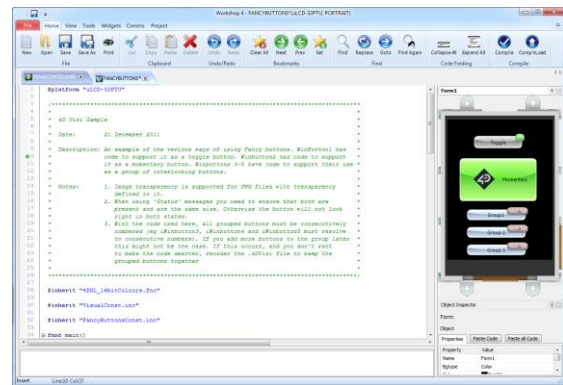 Workshop 4 - FANCYBUTTONS*(uLCD-32PTU, PORTRAIT)
File Home View Tools Widgets Comms Project
New Open Save Save As Print Cut Copy Paste Delete Undo Redo Clear All Next Prev Set Find Replace Goto Find Again Collapse All Expand All Compile Comp'nLoad
File Clipboard Undo/Redo Bookmarks Find Code Folding Compile
FANCYBUTTONS*
#platform "uLCD-32PTU"
4D Visi Sample
Date: 2; December 2011
Description: An example of the various ways of using Fancy buttons. WinButton1 has
code to support it as a toggle button. Winbutton2 has code to support
it as a momentary button. Winbuttons 3-5 have code to support their use
as a group of interlocking buttons.
Notes: 1. Image transparency is supported for PNG files with transparency
defined in it.
2. When using 'Status' messages you need to ensure that both are
present and are the same size. Otherwise the button will not look
right in both states.
3. With the code used here, all grouped buttons must be consecutively
numbered (eg iWinbutton3, iWinbutton4 and iWinbutton5 must resolve
to consecutive numbers). If you add more buttons to the group later
this might not be the case. If this occurs, and you don't want
to make the code smarter, reorder the .4DVisi file to keep the
grouped buttons together
#inherit "4DGL_16bitColours.fnc"
#inherit "VisualConst.inc"
#inherit "FancyButtonsConst.inc"
func main()
Form1
Toggle
4D Momentary
Group1
Group 2
Group 3
Object Inspector
Form
Object
Properties Paste Code Paste all Code
Property Value
Name Form1
Bgtype Color
Insert Line:10 Col:37